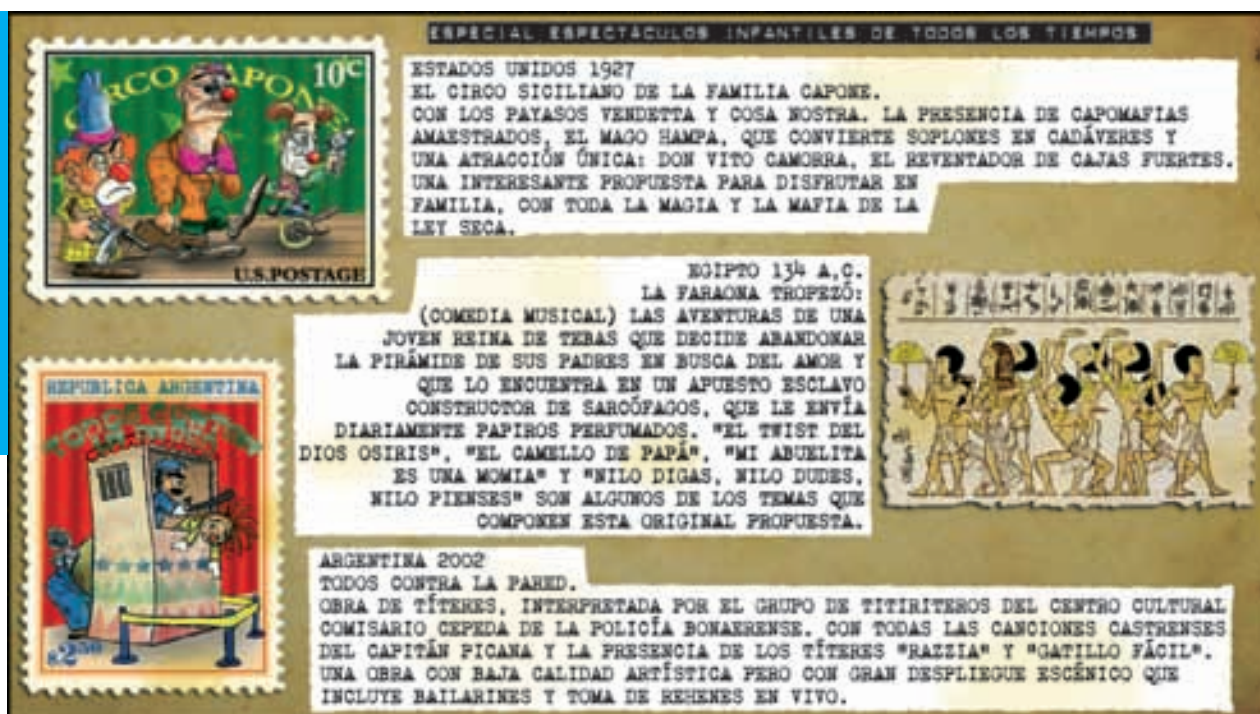 ESPECIAL ESPECTÁCULOS INFANTILES DE TODOS LOS TIEMPOS
CIRCO CAPONE
10¢
U.S.POSTAGE
ESTADOS UNIDOS 1927
EL CIRCO SICILIANO DE LA FAMILIA CAPONE.
CON LOS PAYASOS VENDETTA Y COSA NOSTRA. LA PRESENCIA DE CAPOMAFIAS
AMAESTRADOS, EL MAGO HAMPA, QUE CONVIERTE SOPLONES EN CADÁVERES Y
UNA ATRACCIÓN ÚNICA: DON VITO CAMORRA, EL REVENTADOR DE CAJAS FUERTES.
UNA INTERESANTE PROPUESTA PARA DISFRUTAR EN
FAMILIA, CON TODA LA MAGIA Y LA MAFIA DE LA
LEY SECA.
EGIPTO 134 A.C.
LA FARAONA TROPEZÓ:
(COMEDIA MUSICAL) LAS AVENTURAS DE UNA
JOVEN REINA DE TEBAS QUE DECIDE ABANDONAR
LA PIRÁMIDE DE SUS PADRES EN BUSCA DEL AMOR Y
QUE LO ENCUENTRA EN UN APUESTO ESCLAVO
CONSTRUCTOR DE SARCÓFAGOS, QUE LE ENVÍA
DIARIAMENTE PAPIROS PERFUMADOS. "EL TWIST DEL
DIOS OSIRIS", "EL CAMELLO DE PAPÁ", "MI ABUELITA
ES UNA MOMIA" Y "NILO DIGAS, NILO DUDES,
NILO PIENSES" SON ALGUNOS DE LOS TEMAS QUE
COMPONEN ESTA ORIGINAL PROPUESTA.
REPUBLICA ARGENTINA
TODOS CONTRA
LA PARED
$2.50
ARGENTINA 2002
TODOS CONTRA LA PARED.
OBRA DE TÍTERES, INTERPRETADA POR EL GRUPO DE TITIRITEROS DEL CENTRO CULTURAL
COMISARIO CEPEDA DE LA POLICÍA BONAERENSE. CON TODAS LAS CANCIONES CASTRENSES
DEL CAPITÁN PICANA Y LA PRESENCIA DE LOS TÍTERES "RAZZIA" Y "GATILLO FÁCIL".
UNA OBRA CON BAJA CALIDAD ARTÍSTICA PERO CON GRAN DESPLIEGUE ESCÉNICO QUE
INCLUYE BAILARINES Y TOMA DE REHENES EN VIVO.